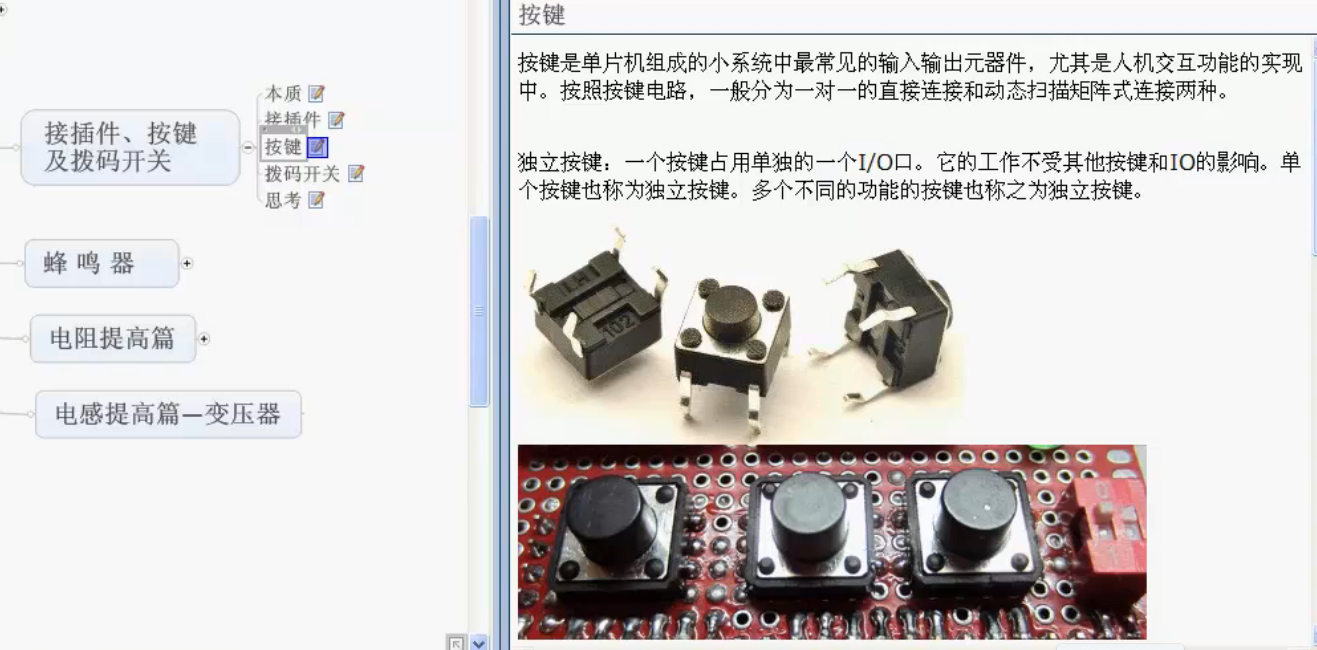 本质
接插件
按键
拨码开关
思考
接插件、按键
及拨码开关
蜂 鸣 器
电阻提高篇
电感提高篇—变压器
按键
按键是单片机组成的小系统中最常见的输入输出元器件，尤其是人机交互功能的实现
中。按照按键电路，一般分为一对一的直接连接和动态扫描矩阵式连接两种。
独立按键：一个按键占用单独的一个I/O口。它的工作不受其他按键和IO的影响。单
个按键也称为独立按键。多个不同的功能的按键也称之为独立按键。
102